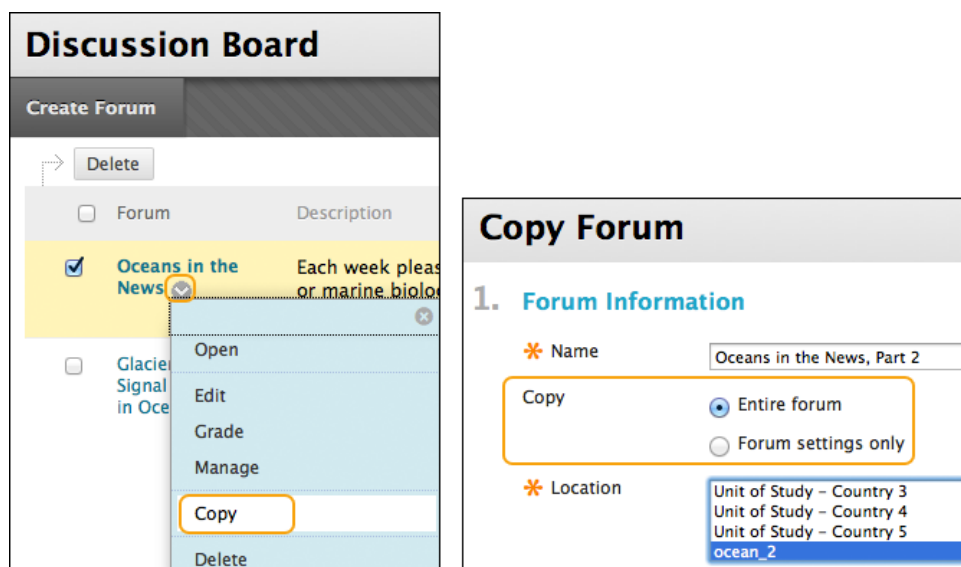 Discussion Board
Create Forum
Delete
Forum Description
Oceans in the
News
Each week pleas
or marine biolo
Open
Glacie
Signal
in Oce
Edit
Grade
Manage
Copy
Delete
Copy Forum
1. Forum Information
Name Oceans in the News, Part 2
Copy Entire forum
Forum settings only
Location
Unit of Study – Country 3
Unit of Study – Country 4
Unit of Study – Country 5
ocean_2